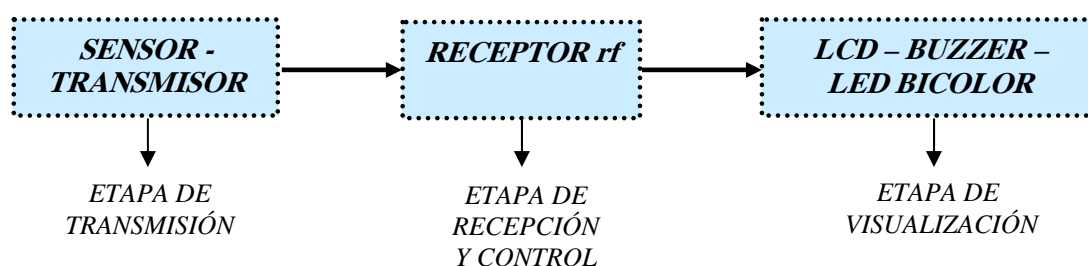 SENSOR -
TRANSMISOR
RECEPTOR rf
LCD – BUZZER –
LED BICOLOR
ETAPA DE
TRANSMISIÓN
ETAPA DE
RECEPCIÓN
Y CONTROL
ETAPA DE
VISUALIZACIÓN